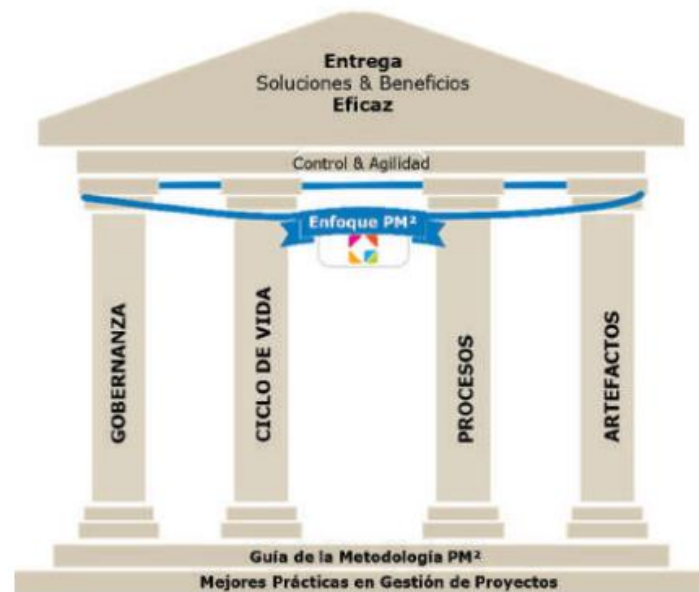 Entrega
Soluciones & Beneficios
Eficaz
Control & Agilidad
Enfoque PM²
GOBERNANZA
CICLO DE VIDA
PROCESOS
ARTEFACTOS
Guía de la Metodología PM²
Mejores Prácticas en Gestión de Proyectos